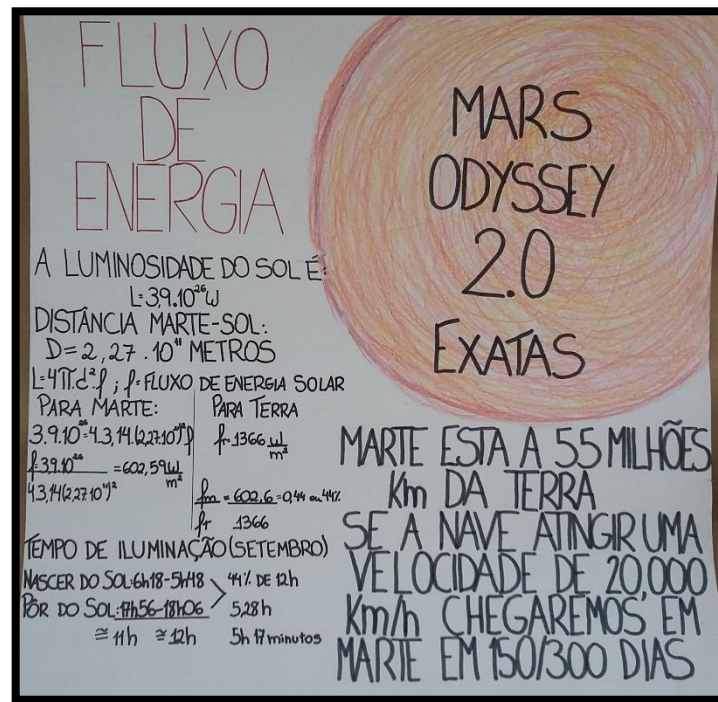 FLUXO
DE
ENERGIA
A LUMINOSIDADE DO SOL É:
L=3,9.10²⁶W
DISTÂNCIA MARTE-SOL:
D= 2,27.10¹¹ METROS
L=4π.d².f ; f=FLUXO DE ENERGIA SOLAR
PARA MARTE:
3.9.10²⁶=4.3,14.(2,27.10¹¹)²f
f=3,9.10²⁶ =602,59 W/m²
4.3,14(2,27.10¹¹)²
PARA TERRA
f=1366 W/m²
fm = 602,6 =0,44 ou 44%
fT 1366
TEMPO DE ILUMINAÇÃO(SETEMBRO)
NASCER DO SOL:6h18-5h48 44% DE 12h
PÔR DO SOL:17h56-18h06 5,28h
≅ 11h ≅ 12h 5h 17 minutos
MARS
ODYSSEY
2.0
EXATAS
MARTE ESTA A 55 MILHÕES
Km DA TERRA
SE A NAVE ATINGIR UMA
VELOCIDADE DE 20,000
Km/h CHEGAREMOS, EM
MARTE EM 150/300 DIAS